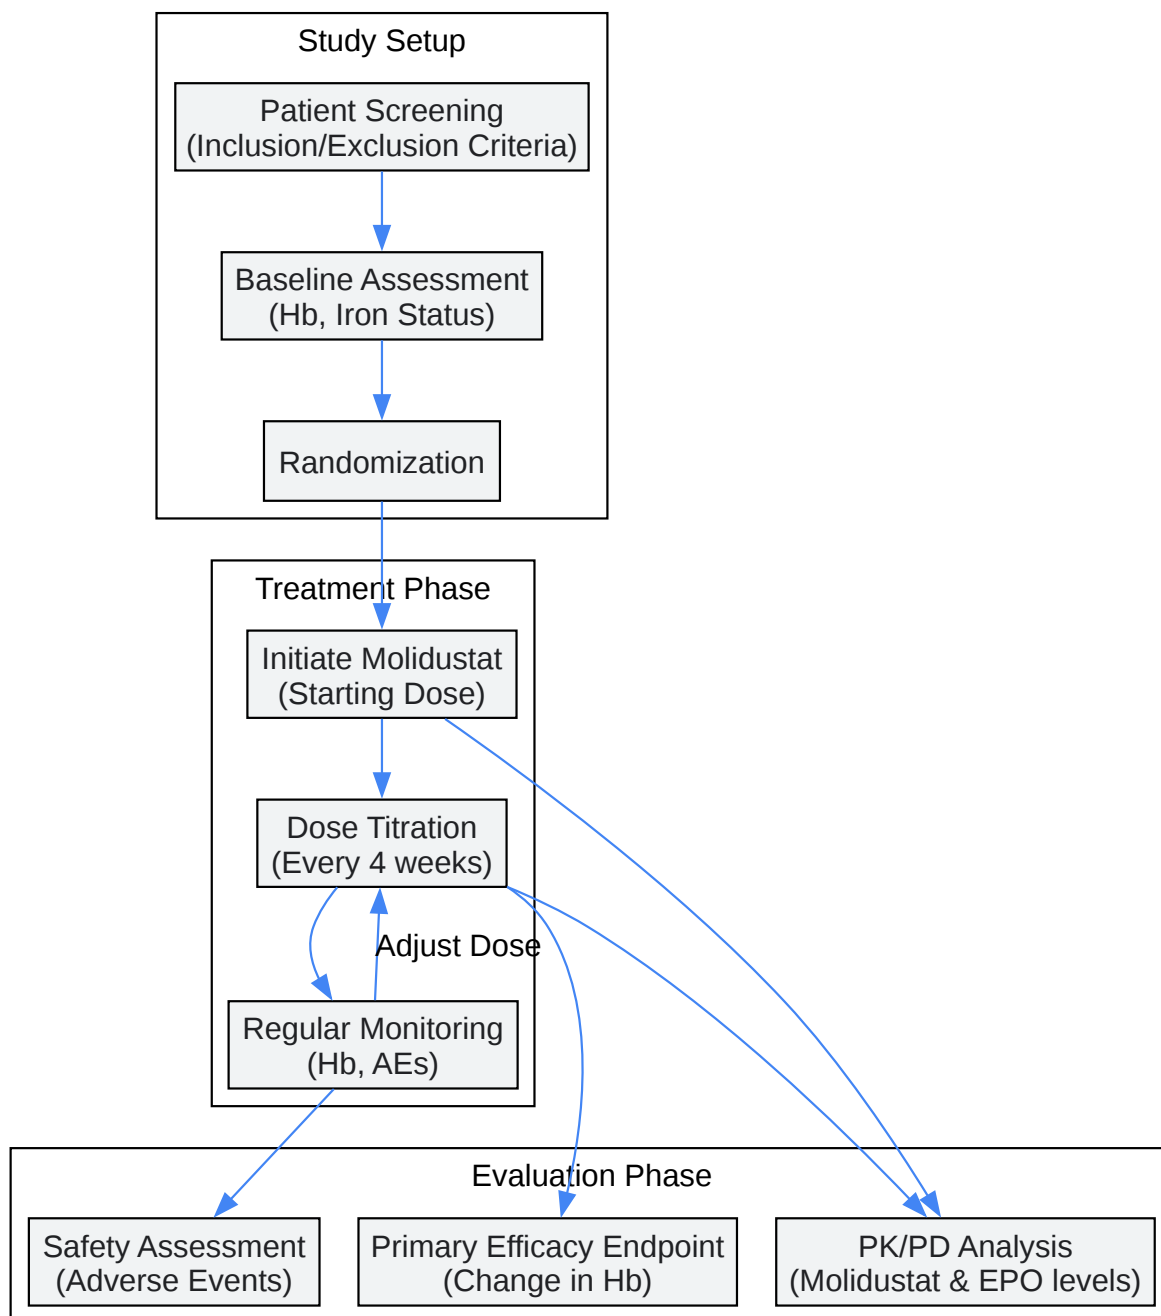 Study Setup
Patient Screening
(Inclusion/Exclusion Criteria)
Baseline Assessment
(Hb, Iron Status)
Randomization
Treatment Phase
Initiate Molidustat
(Starting Dose)
Dose Titration
(Every 4 weeks)
Adjust Dose
Regular Monitoring
(Hb, AEs)
Evaluation Phase
Safety Assessment
(Adverse Events)
Primary Efficacy Endpoint
(Change in Hb)
PK/PD Analysis
(Molidustat & EPO levels)